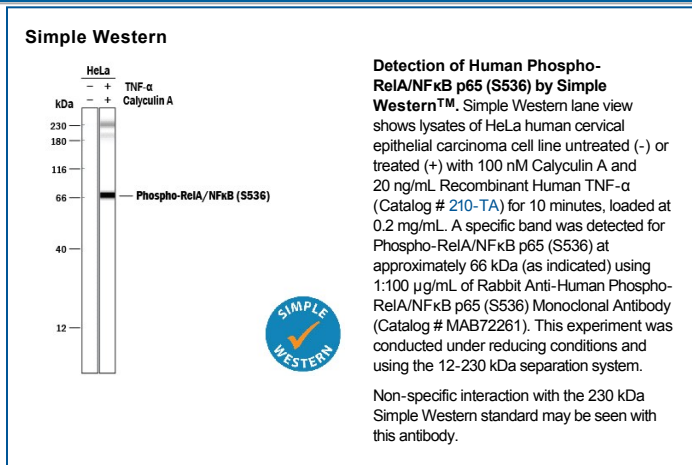 Simple Western
HeLa
– + TNF-α
kDa – + Calyculin A
230
180
116
66
Phospho-RelA/NFκB (S536)
40
12
SIMPLE
WESTERN
Detection of Human Phospho-
RelA/NFκB p65 (S536) by Simple
Western™. Simple Western lane view
shows lysates of HeLa human cervical
epithelial carcinoma cell line untreated (-) or
treated (+) with 100 nM Calyculin A and
20 ng/mL Recombinant Human TNF-α
(Catalog # 210-TA) for 10 minutes, loaded at
0.2 mg/mL. A specific band was detected for
Phospho-RelA/NFκB p65 (S536) at
approximately 66 kDa (as indicated) using
1:100 µg/mL of Rabbit Anti-Human Phospho-
RelA/NFκB p65 (S536) Monoclonal Antibody
(Catalog # MAB72261). This experiment was
conducted under reducing conditions and
using the 12-230 kDa separation system.
Non-specific interaction with the 230 kDa
Simple Western standard may be seen with
this antibody.